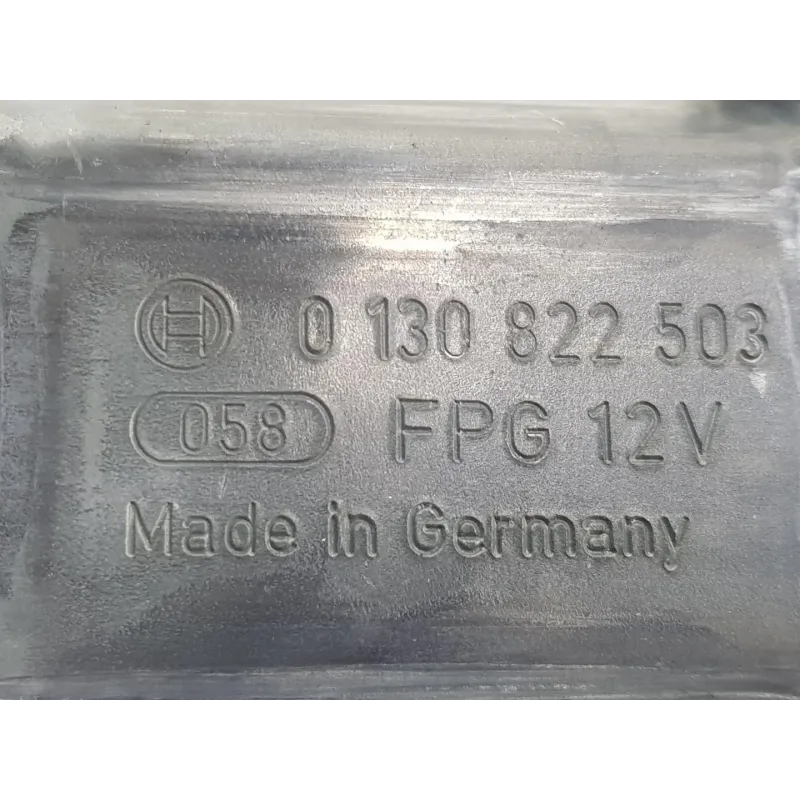 0 130 822 503
058 FPG 12V
Made in Germany